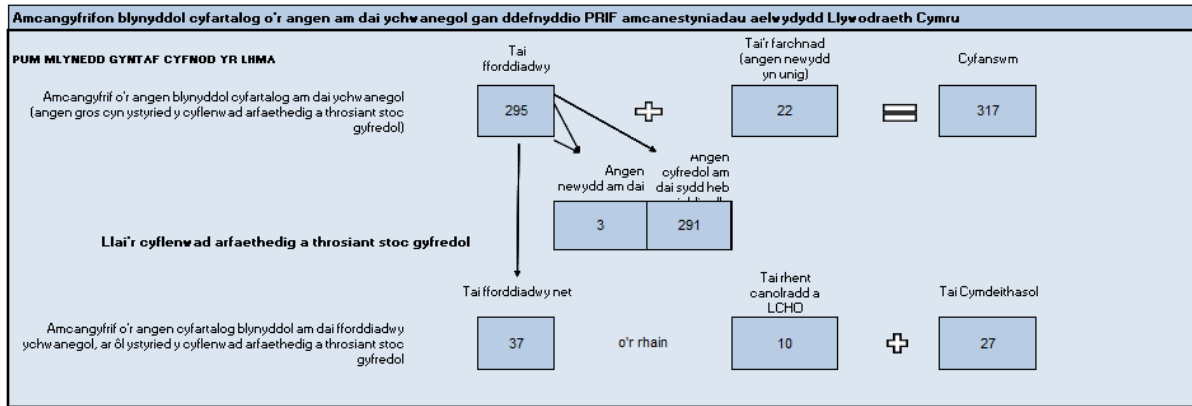 Amcangyfrifon blynyddol cyfartalog o'r angen am dai ychwanegol gan ddefnyddio PRIF amcanestyniadau aelwydydd Llywodraeth Cymru
PUM MLYNEDD GYNTAF CYFNOD YR LHMA
Tai
fforddiadwy
Tai'r farchnad
(angen newydd
yn unig)
Cyfanswm
Amcangyfrif o'r angen blynyddol cyfartalog am dai ychwanegol
(angen gros cyn ystyried y cyflenwad arfaethedig a throsiant stoc
gyfredol)
295
22
317
Angen
newydd am dai
Angen
cyfredol am
dai sydd heb
3
291
Llai'r cyflenwad arfaethedig a throsiant stoc gyfredol
Tai fforddiadwy net
Tai rhent
canolradd a
LCHO
Tai Cymdeithasol
Amcangyfrif o'r angen cyfartalog blynyddol am dai fforddiadwy
ychwanegol, ar ôl ystyried y cyflenwad arfaethedig a throsiant stoc
gyfredol
37
o'r rhain
10
27